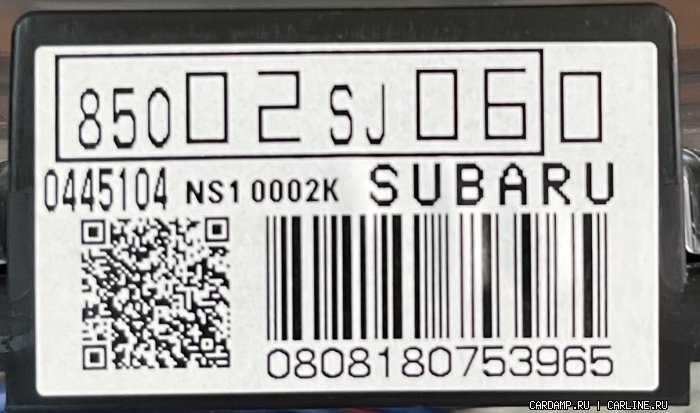 85002SJ060
0445104 NS10002K SUBARU
0808180753965
CARDAMP.RU | CARLINE.RU